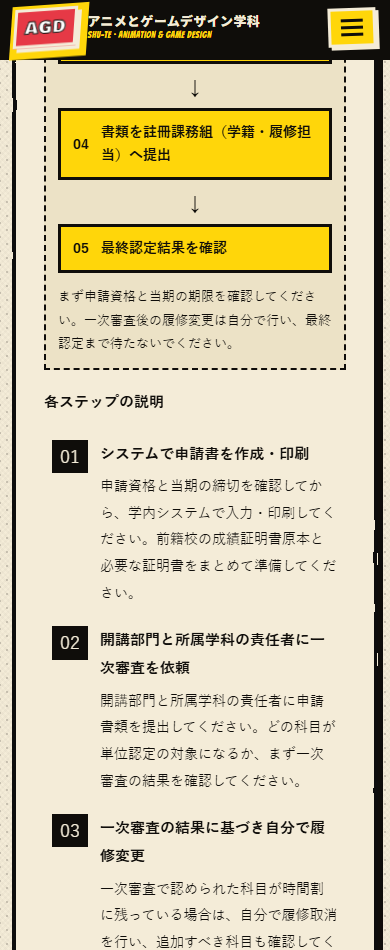 AGD
アニメとゲームデザイン学科
SHU-TE・ANIMATION & GAME DESIGN
↓
04 書類を註冊課務組（学籍・履修担
当）へ提出
↓
05 最終認定結果を確認
まず申請資格と当期の期限を確認してくださ
い。一次審査後の履修変更は自分で行い、最終
認定まで待たないでください。
各ステップの説明
01 システムで申請書を作成・印刷
申請資格と当期の締切を確認してか
ら、学内システムで入力・印刷してく
ださい。前籍校の成績証明書原本と
必要な証明書をまとめて準備してくだ
さい。
02 開講部門と所属学科の責任者に一
次審査を依頼
開講部門と所属学科の責任者に申請
書類を提出してください。どの科目が
単位認定の対象になるか、まず一次
審査の結果を確認してください。
03 一次審査の結果に基づき自分で履
修変更
一次審査で認められた科目が時間割
に残っている場合は、自分で履修取消
を行い、追加すべき科目も確認してく